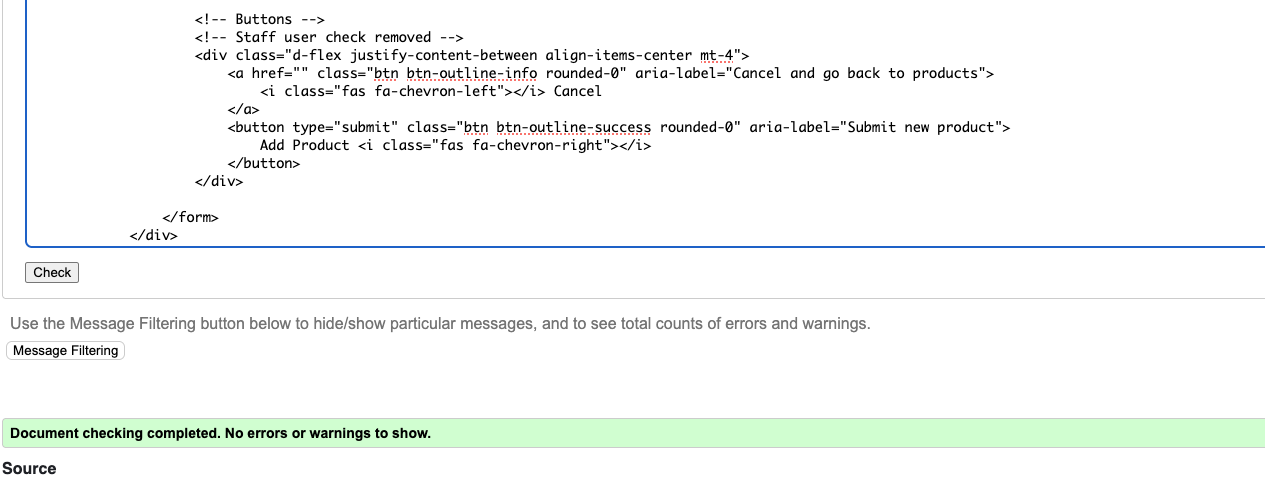 <!-- Buttons -->
<!-- Staff user check removed -->
<div class="d-flex justify-content-between align-items-center mt-4">
<a href="" class="btn btn-outline-info rounded-0" aria-label="Cancel and go back to products">
<i class="fas fa-chevron-left"></i> Cancel
</a>
<button type="submit" class="btn btn-outline-success rounded-0" aria-label="Submit new product">
Add Product <i class="fas fa-chevron-right"></i>
</button>
</div>
</form>
</div>
Check
Use the Message Filtering button below to hide/show particular messages, and to see total counts of errors and warnings.
Message Filtering
Document checking completed. No errors or warnings to show.
Source